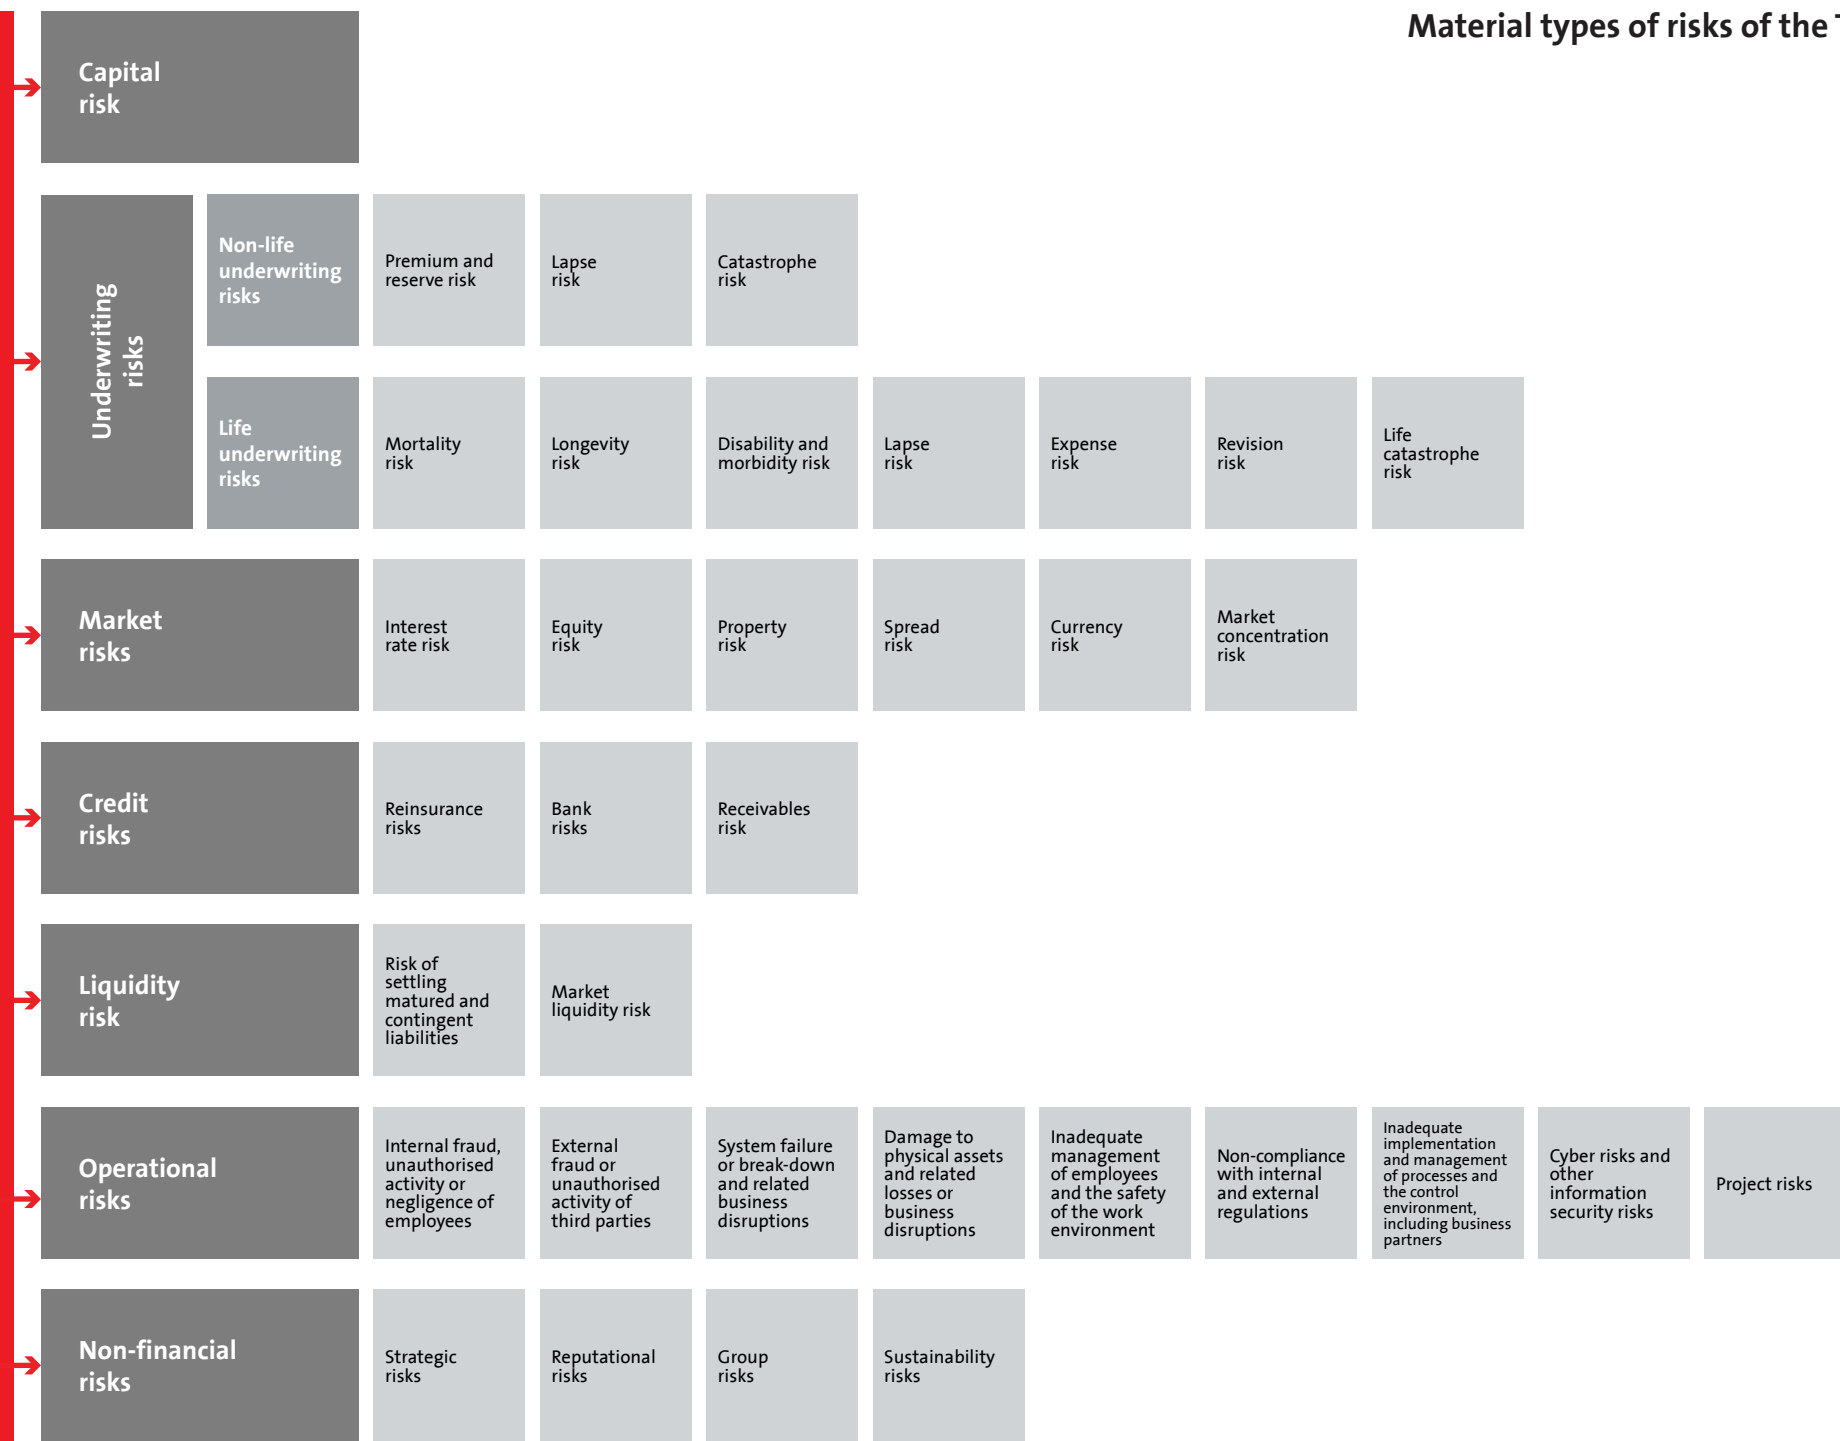 Material types of risks of the
Capital
risk
Underwriting
risks
Non-life
underwriting
risks
Premium and
reserve risk
Lapse
risk
Catastrophe
risk
Life
underwriting
risks
Mortality
risk
Longevity
risk
Disability and
morbidity risk
Lapse
risk
Expense
risk
Revision
risk
Life
catastrophe
risk
Market
risks
Interest
rate risk
Equity
risk
Property
risk
Spread
risk
Currency
risk
Market
concentration
risk
Credit
risks
Reinsurance
risks
Bank
risks
Receivables
risk
Liquidity
risk
Risk of
settling
matured and
contingent
liabilities
Market
liquidity risk
Operational
risks
Internal fraud,
unauthorised
activity or
negligence of
employees
External
fraud or
unauthorised
activity of
third parties
System failure
or break-down
and related
business
disruptions
Damage to
physical assets
and related
losses or
business
disruptions
Inadequate
management
of employees
and the safety
of the work
environment
Non-compliance
with internal
and external
regulations
Inadequate
implementation
and management
of processes and
the control
environment,
including business
partners
Cyber risks and
other
information
security risks
Project risks
Non-financial
risks
Strategic
risks
Reputational
risks
Group
risks
Sustainability
risks